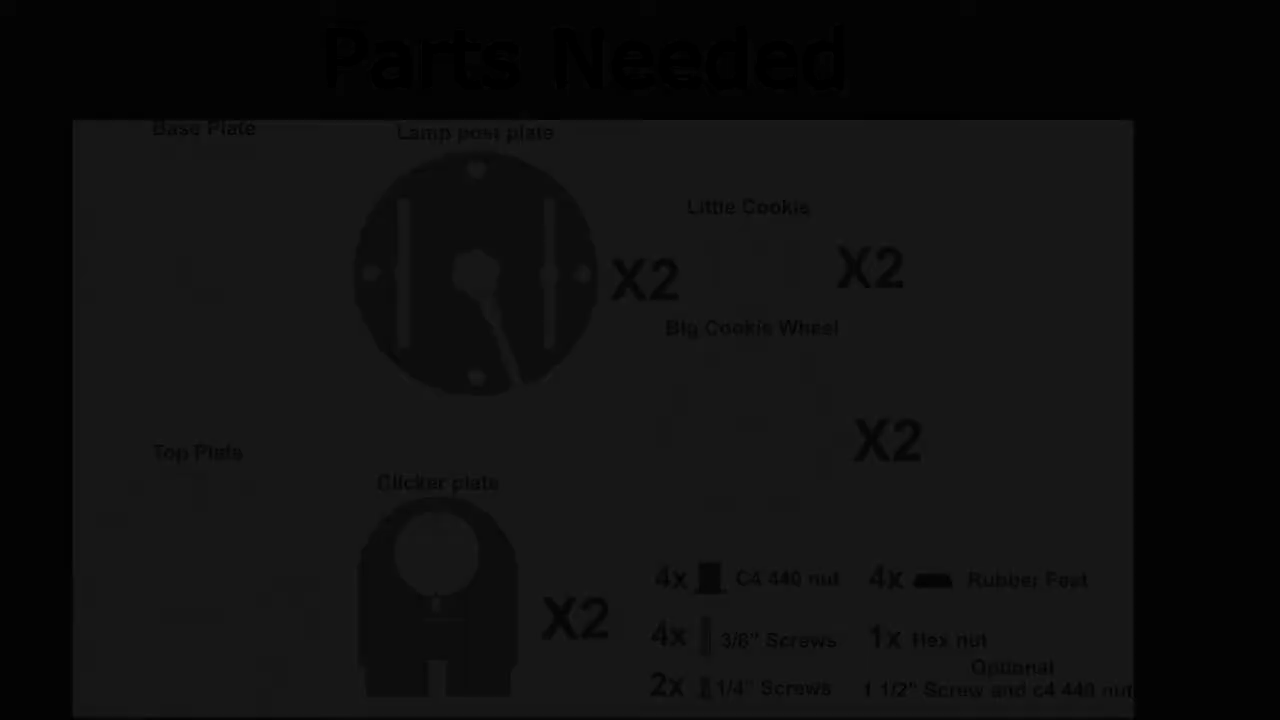 Parts Needed
Base Plate
Lamp post plate
Little Cookie
X2
X2
Big Cookie Wheel
X2
Top Plate
Clicker plate
X2
4x C4 440 nut
4x Rubber Feet
4x 3/8" Screws
1x Hex nut
2x 1/4" Screws
Optional
1 1/2" Screw and c4 440 nut